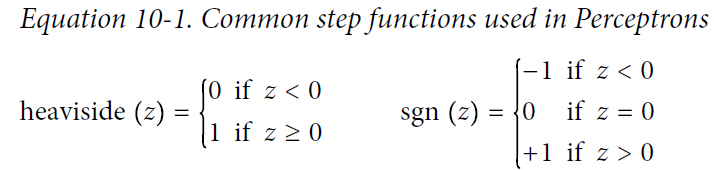 Equation 10-1. Common step functions used in Perceptrons
heaviside (z) = {0 if z < 0
1 if z ≥ 0
sgn (z) = {−1 if z < 0
0 if z = 0
+1 if z > 0